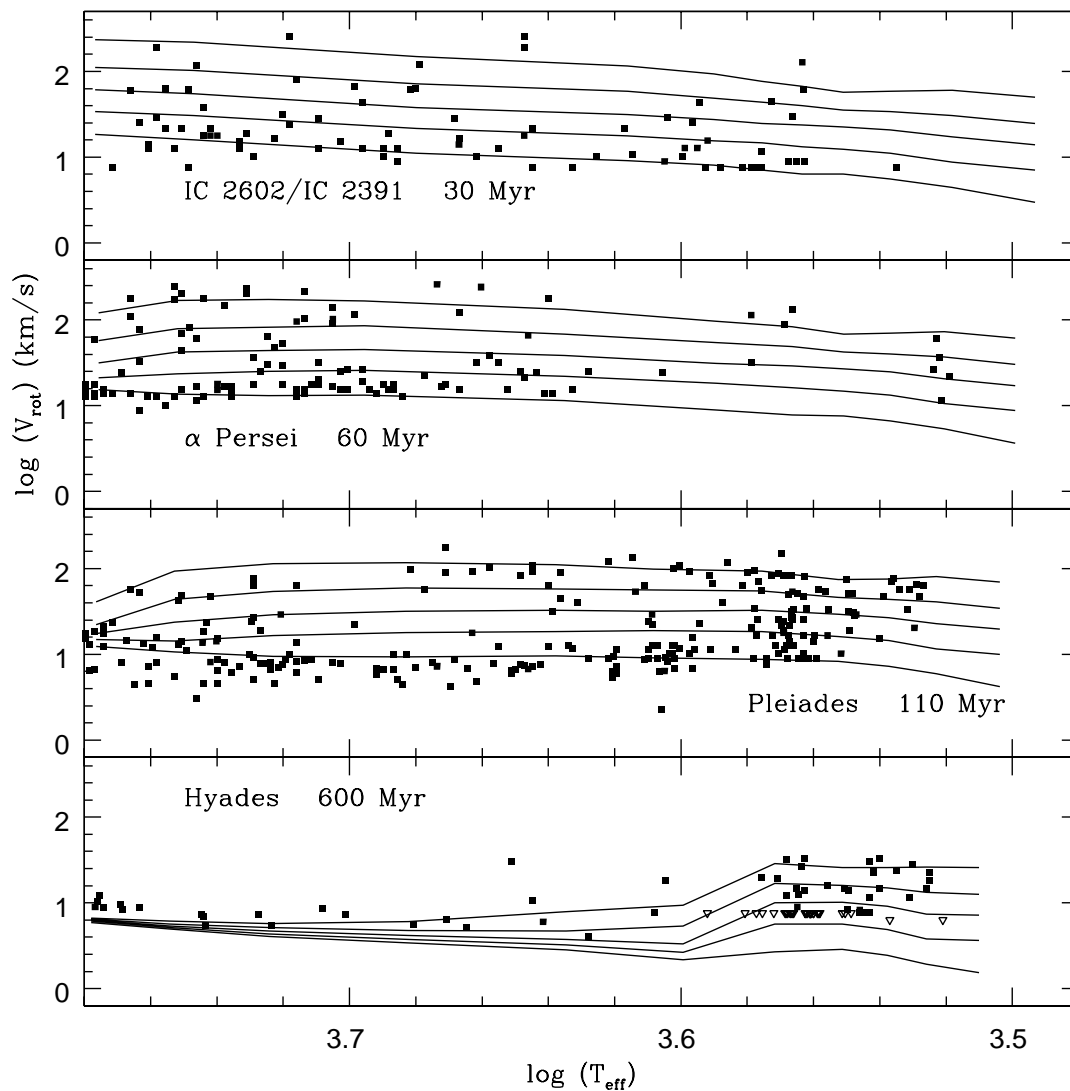 2
1
0
IC 2602/IC 2391 30 Myr
2
1
0
α Persei 60 Myr
log (V_rot) (km/s)
2
1
0
Pleiades 110 Myr
Hyades 600 Myr
2
1
0
3.7 3.6 3.5
log (T_eff)